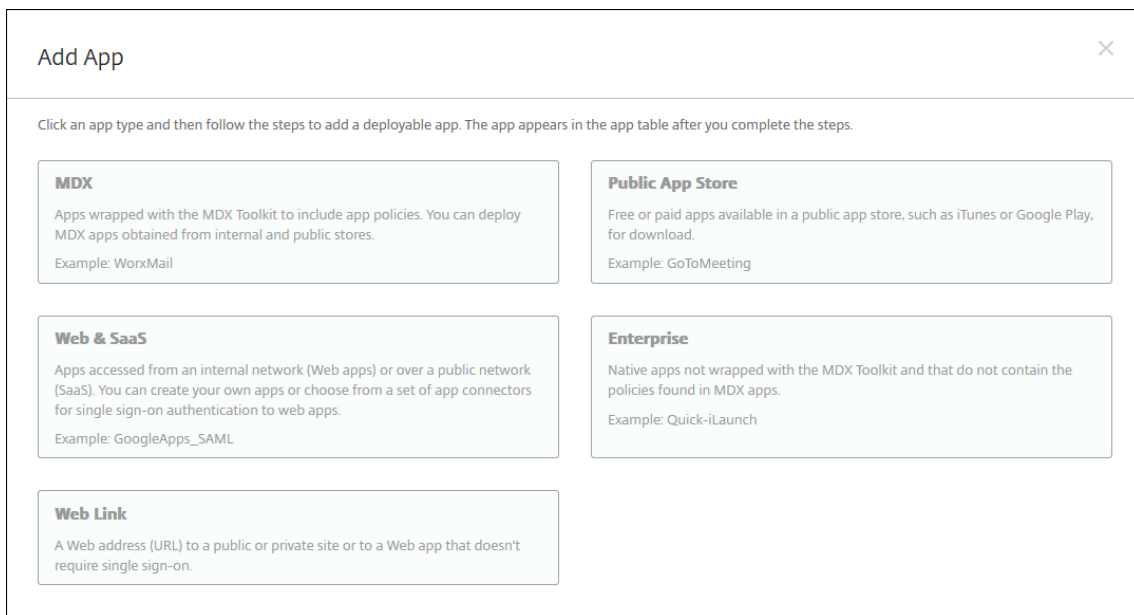 Add App
Click an app type and then follow the steps to add a deployable app. The app appears in the app table after you complete the steps.
MDX
Apps wrapped with the MDX Toolkit to include app policies. You can deploy
MDX apps obtained from internal and public stores.
Example: WorxMail
Public App Store
Free or paid apps available in a public app store, such as iTunes or Google Play,
for download.
Example: GoToMeeting
Web & SaaS
Apps accessed from an internal network (Web apps) or over a public network
(SaaS). You can create your own apps or choose from a set of app connectors
for single sign-on authentication to web apps.
Example: GoogleApps_SAML
Enterprise
Native apps not wrapped with the MDX Toolkit and that do not contain the
policies found in MDX apps.
Example: Quick-iLaunch
Web Link
A Web address (URL) to a public or private site or to a Web app that doesn't
require single sign-on.